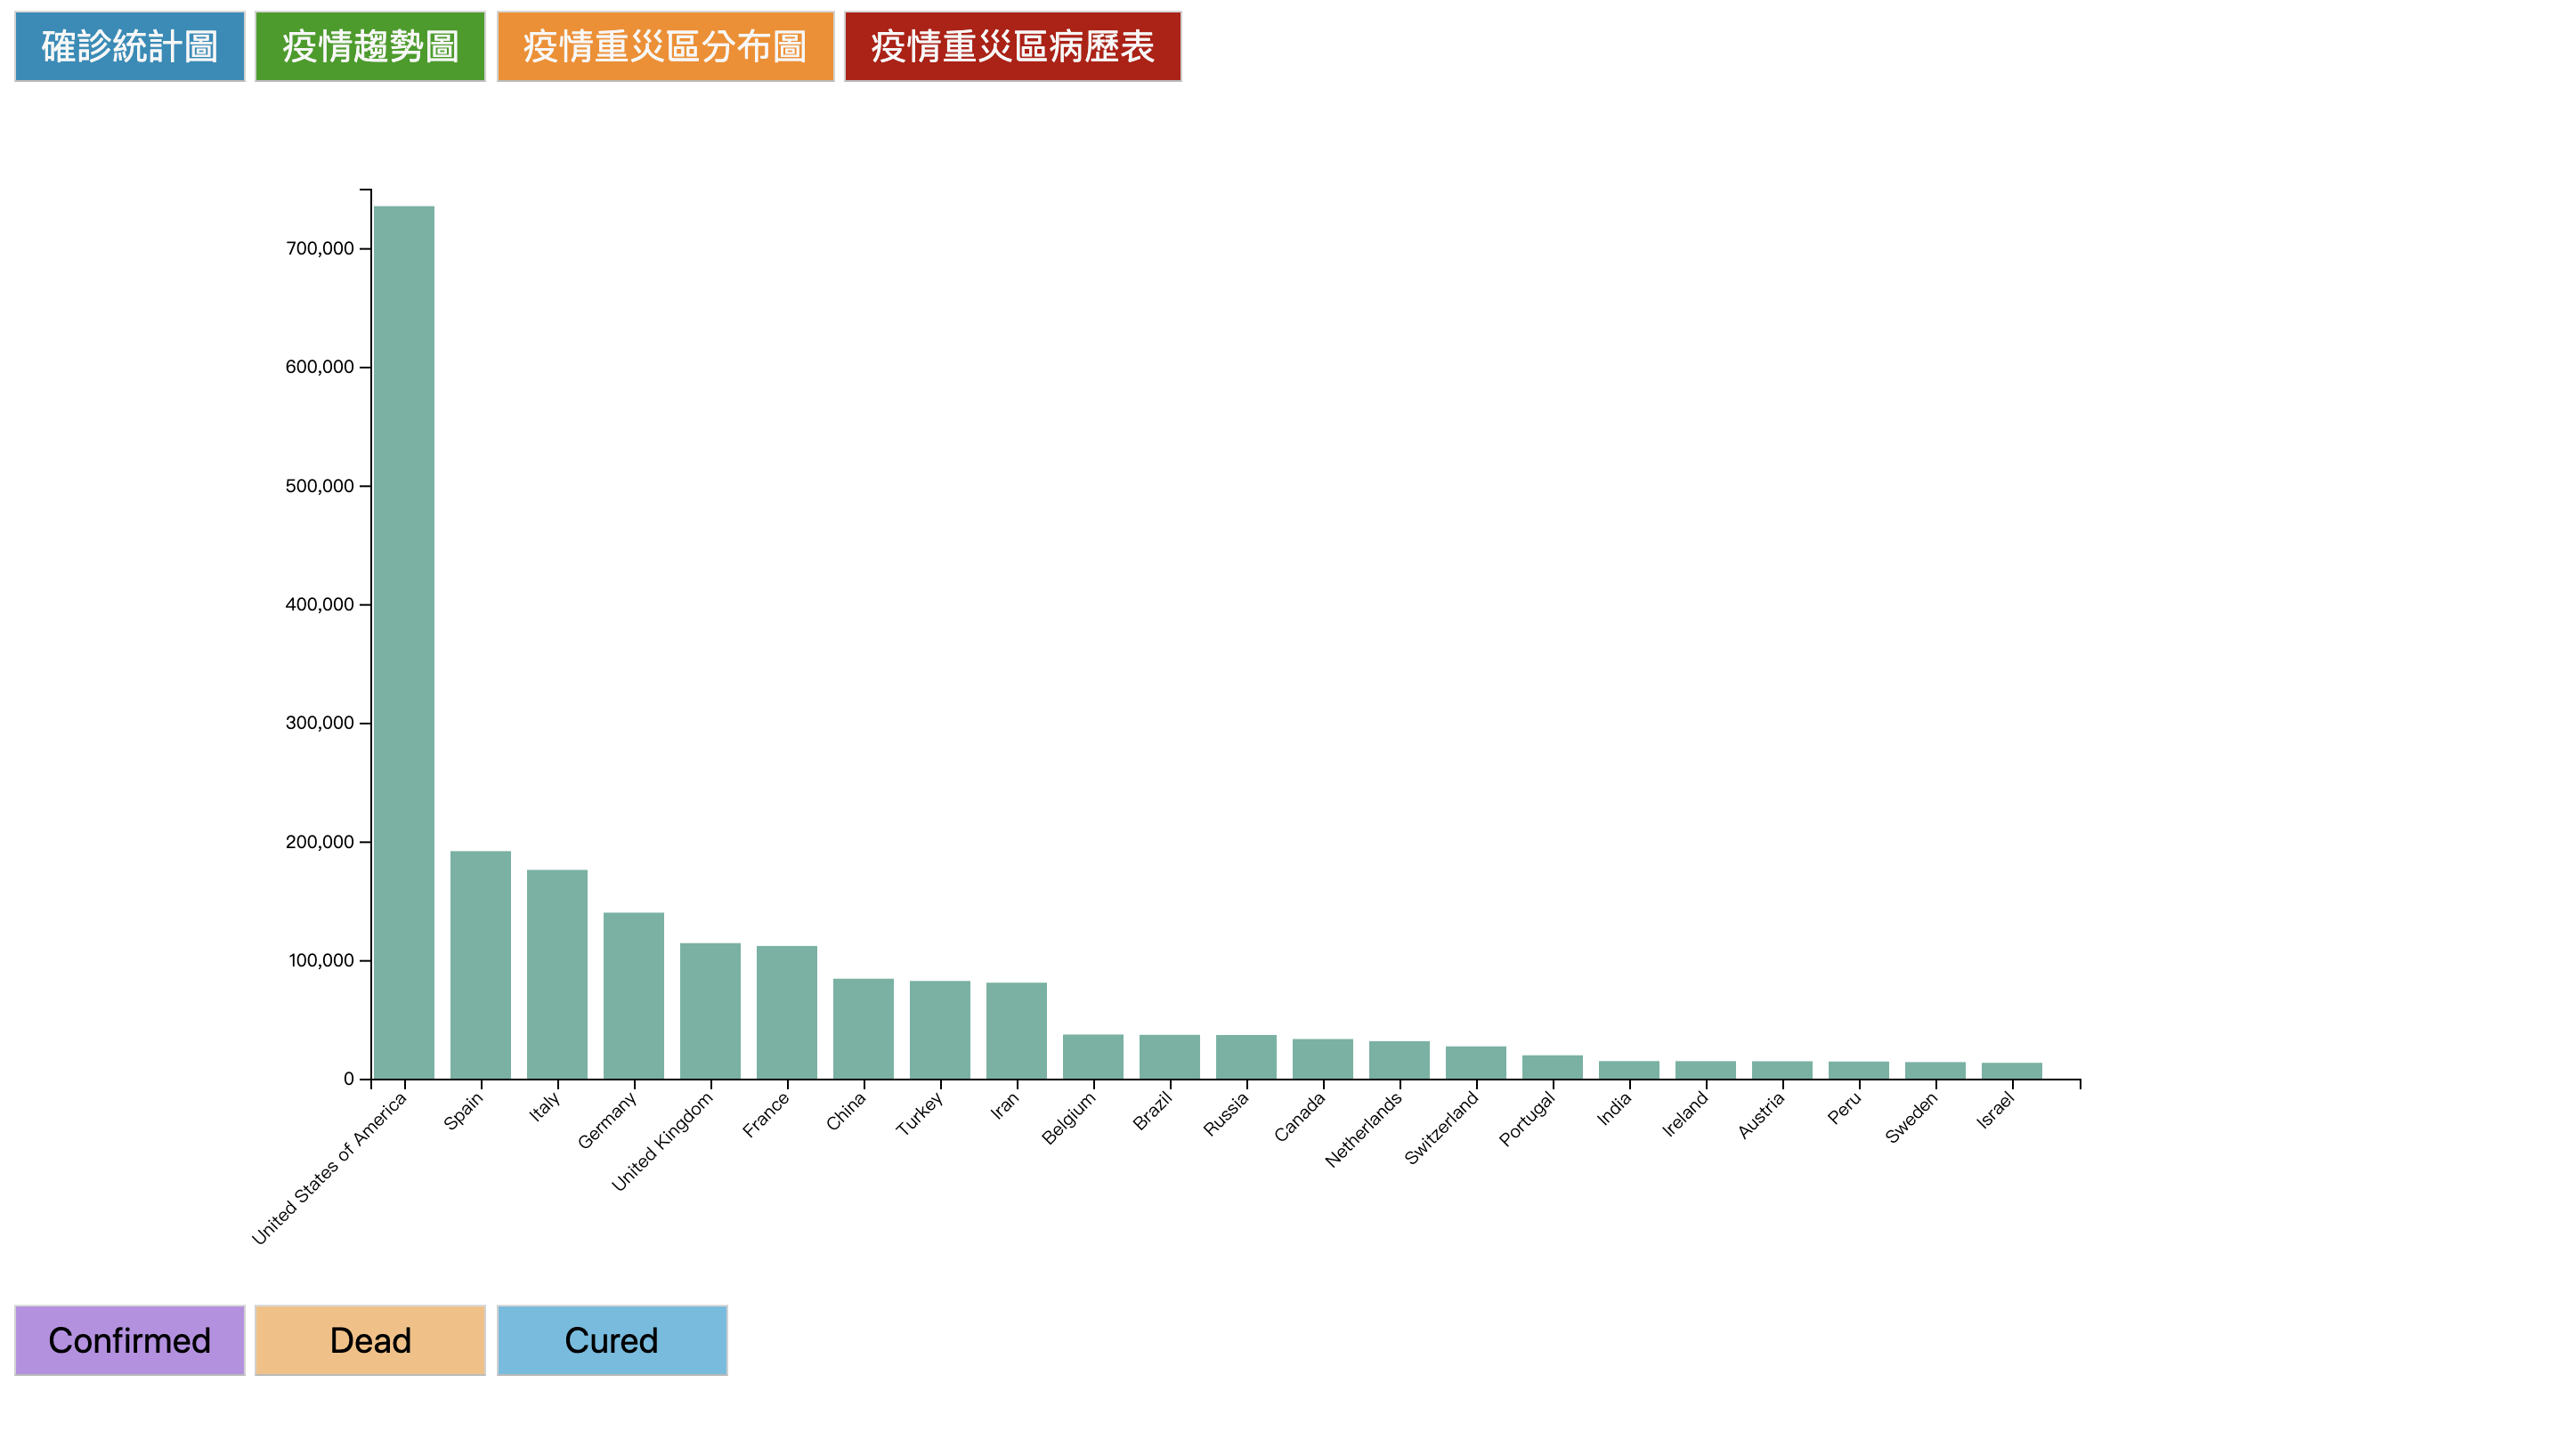 確診統計圖 疫情趨勢圖 疫情重災區分布圖 疫情重災區病歷表
700,000
600,000
500,000
400,000
300,000
200,000
100,000
0
United States of America
Spain
Italy
Germany
United Kingdom
France
China
Turkey
Iran
Belgium
Brazil
Russia
Canada
Netherlands
Switzerland
Portugal
India
Ireland
Austria
Peru
Sweden
Israel
Confirmed Dead Cured